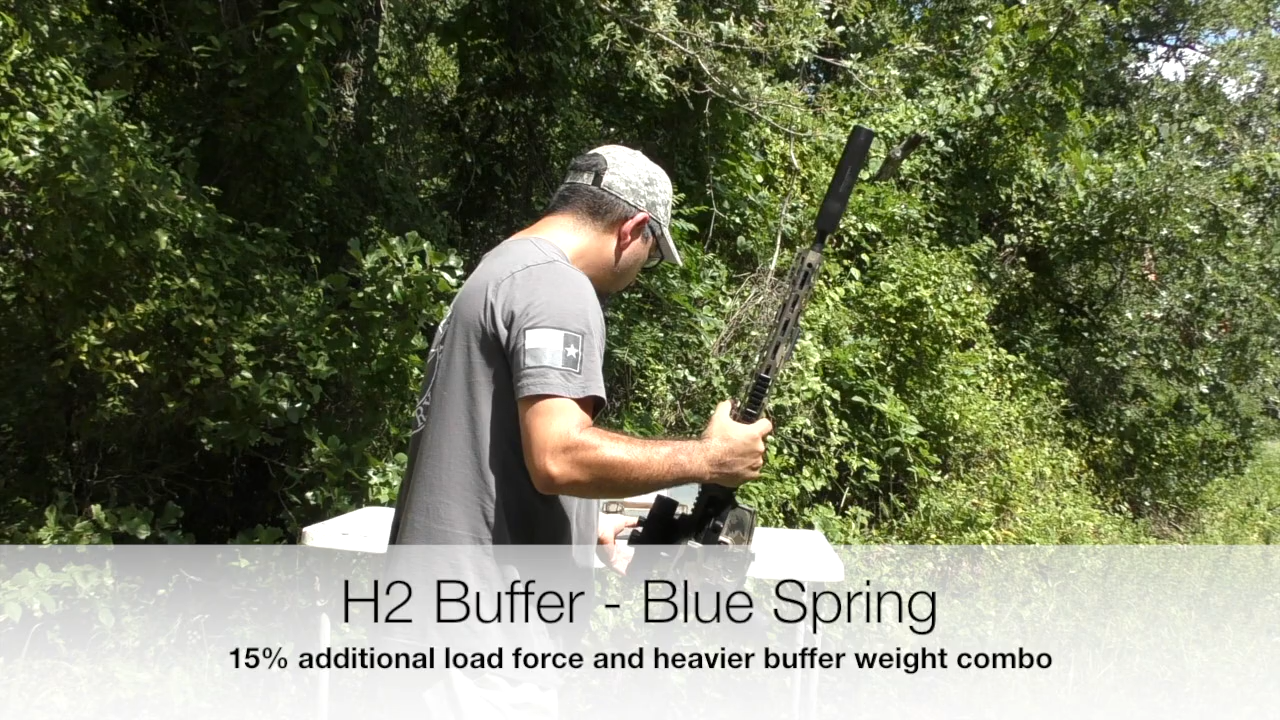 H2 Buffer - Blue Spring
15% additional load force and heavier buffer weight combo